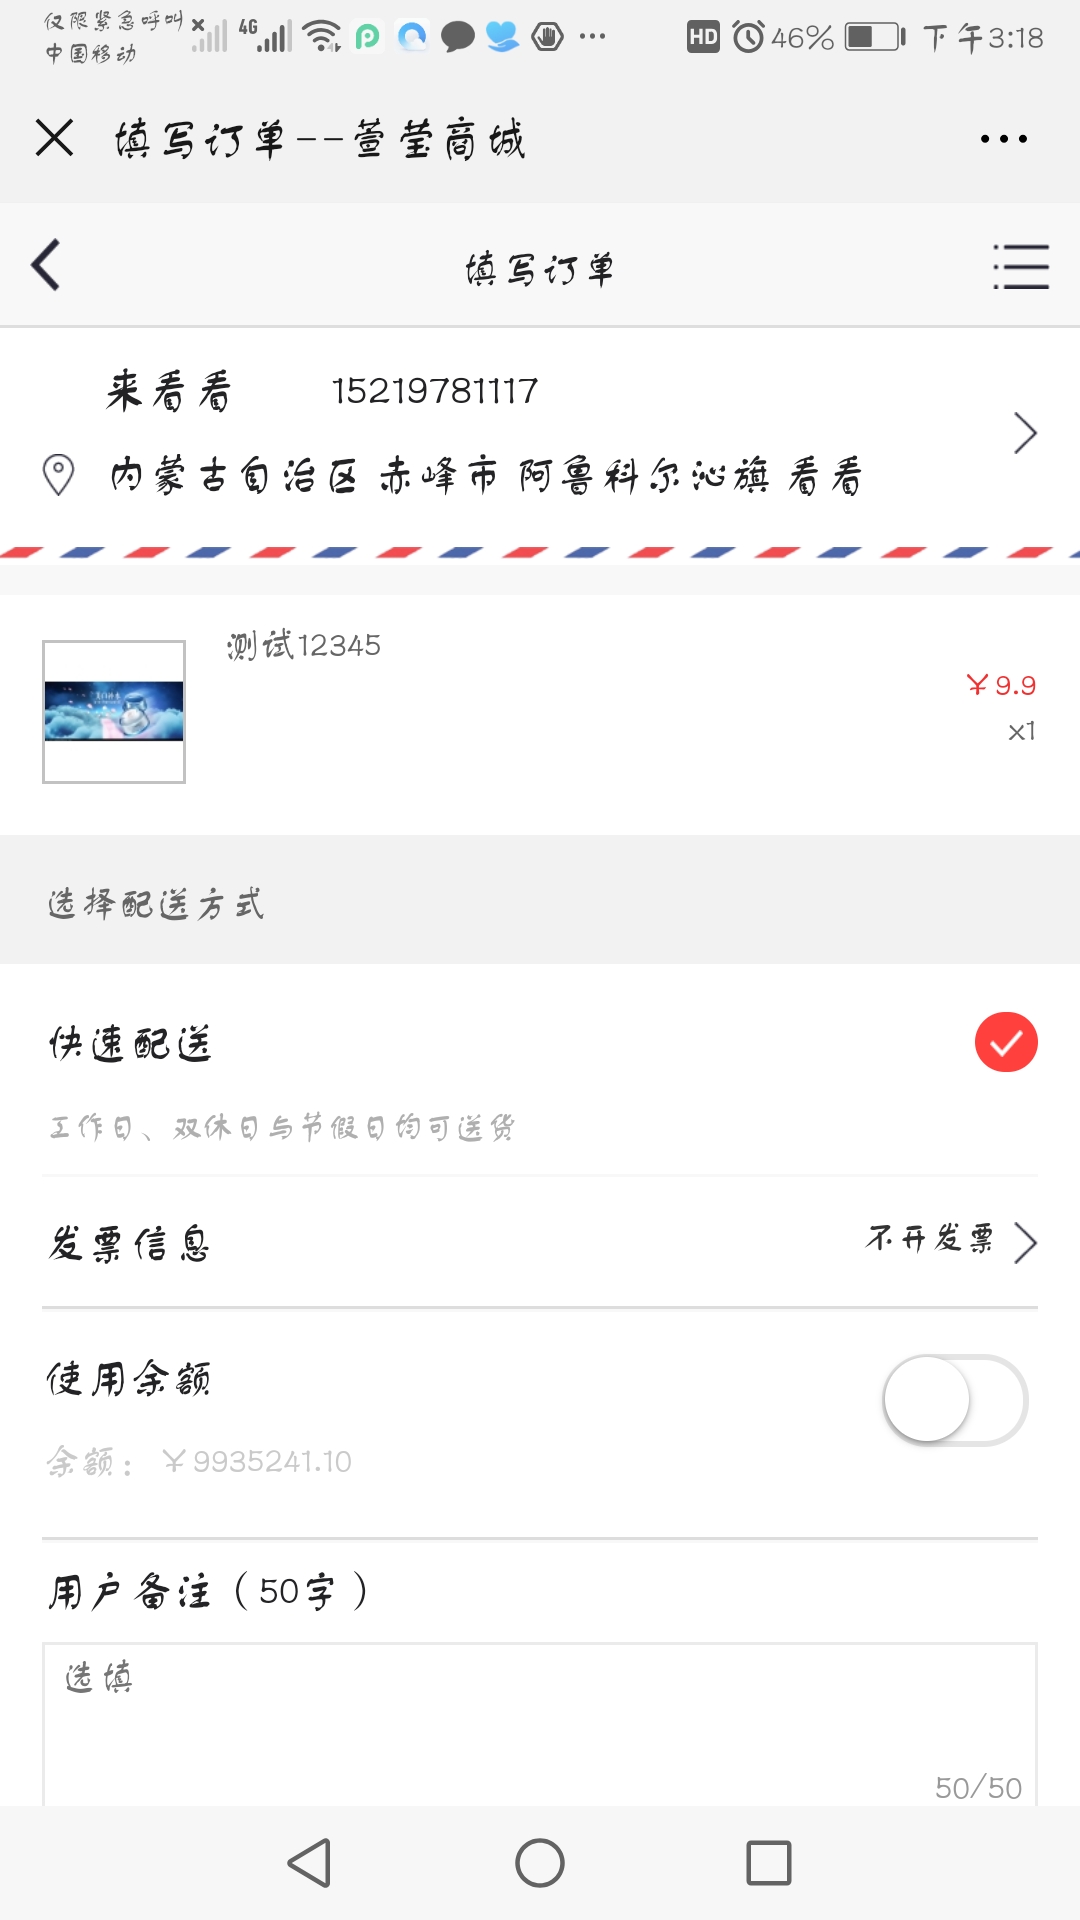 仅限紧急呼叫
中国移动
4G
HD
46%
下午3:18
填写订单--萱莹商城
填写订单
来看看 15219781117
内蒙古自治区 赤峰市 阿鲁科尔沁旗 看看
测试12345
￥9.9
x1
选择配送方式
快速配送
工作日、双休日与节假日均可送货
发票信息 不开发票
使用余额
余额：￥9935241.10
用户备注（50字）
选填
50/50